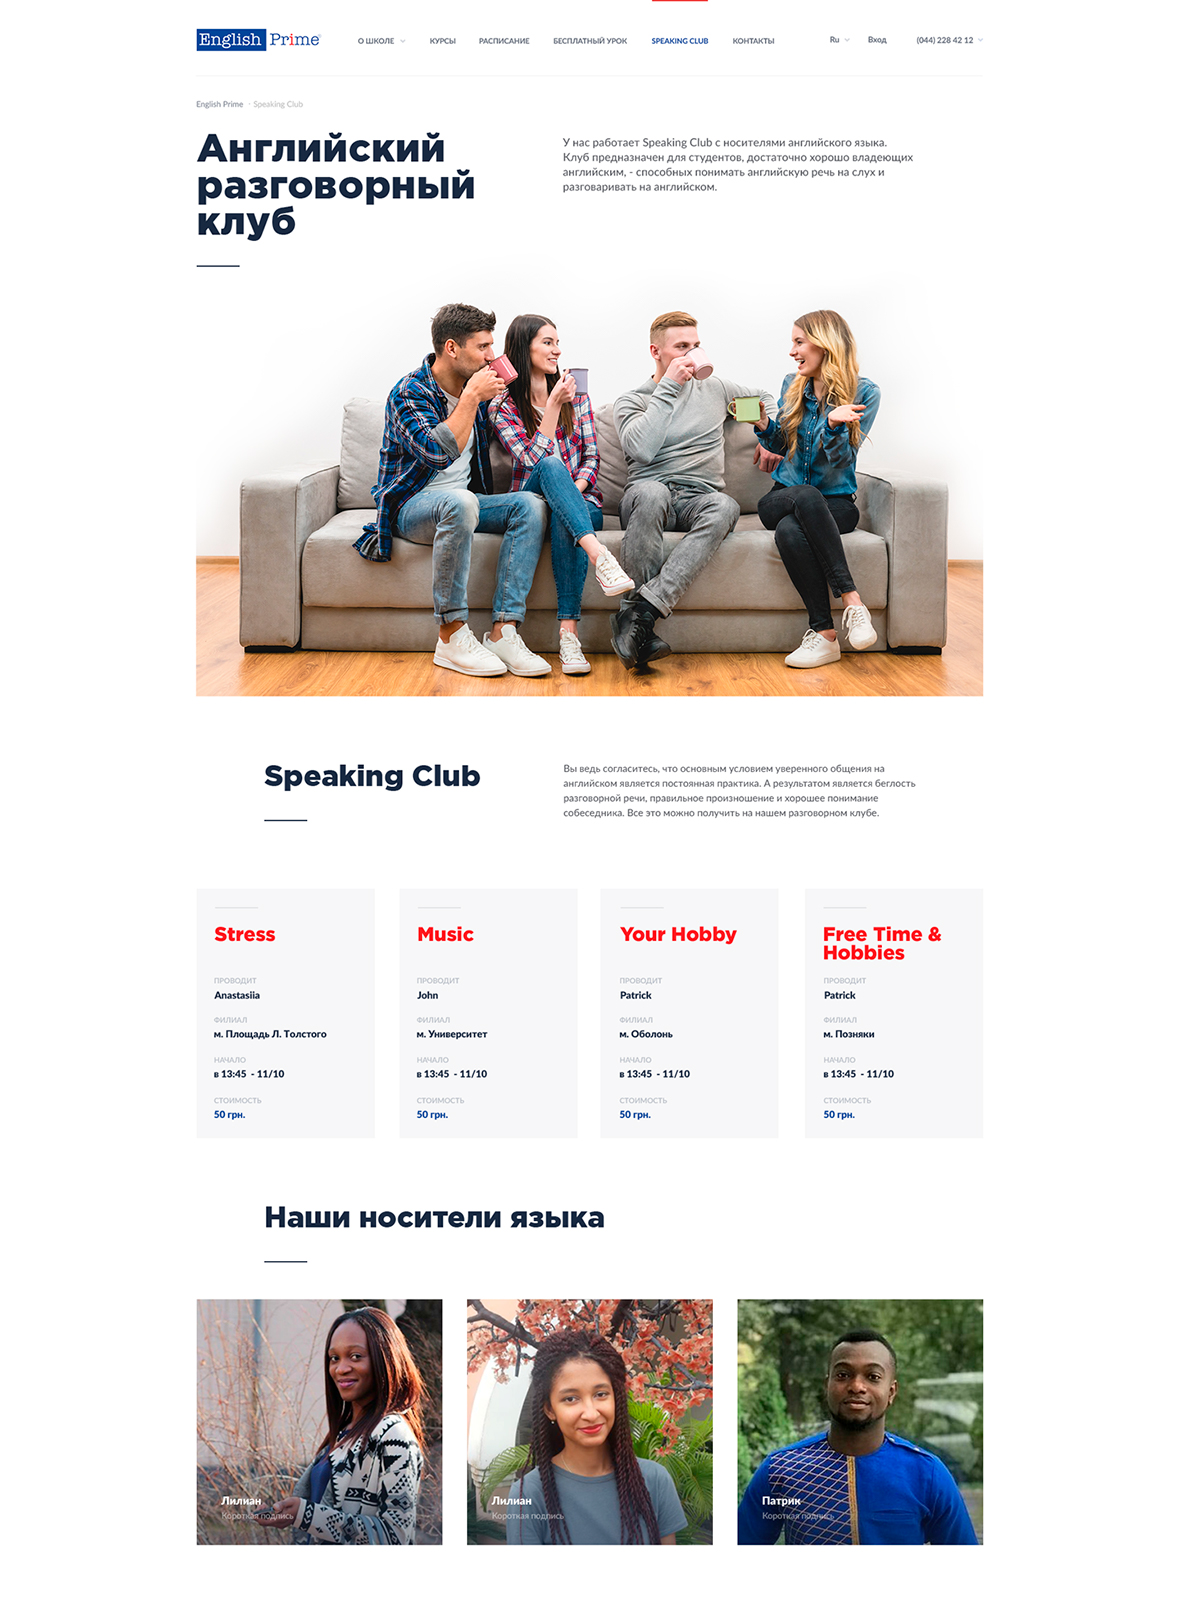 English Prime
О ШКОЛЕ КУРСЫ РАСПИСАНИЕ БЕСПЛАТНЫЙ УРОК SPEAKING CLUB КОНТАКТЫ Ru Вход (044) 228 42 12
English Prime - Speaking Club
Английский
разговорный
клуб
У нас работает Speaking Club с носителями английского языка.
Клуб предназначен для студентов, достаточно хорошо владеющих
английским, - способных понимать английскую речь на слух и
разговаривать на английском.
Speaking Club
Вы ведь согласитесь, что основным условием уверенного общения на
английском является постоянная практика. А результатом является беглость
разговорной речи, правильное произношение и хорошее понимание
собеседника. Все это можно получить на нашем разговорном клубе.
Stress
ПРОВОДИТ
Anastasiia
ФИЛИАЛ
м. Площадь Л. Толстого
НАЧАЛО
в 13:45 - 11/10
СТОИМОСТЬ
50 грн.
Music
ПРОВОДИТ
John
ФИЛИАЛ
м. Университет
НАЧАЛО
в 13:45 - 11/10
СТОИМОСТЬ
50 грн.
Your Hobby
ПРОВОДИТ
Patrick
ФИЛИАЛ
м. Оболонь
НАЧАЛО
в 13:45 - 11/10
СТОИМОСТЬ
50 грн.
Free Time &
Hobbies
ПРОВОДИТ
Patrick
ФИЛИАЛ
м. Позняки
НАЧАЛО
в 13:45 - 11/10
СТОИМОСТЬ
50 грн.
Наши носители языка
Лилиан
Короткая подпись
Лилиан
Короткая подпись
Патрик
Короткая подпись